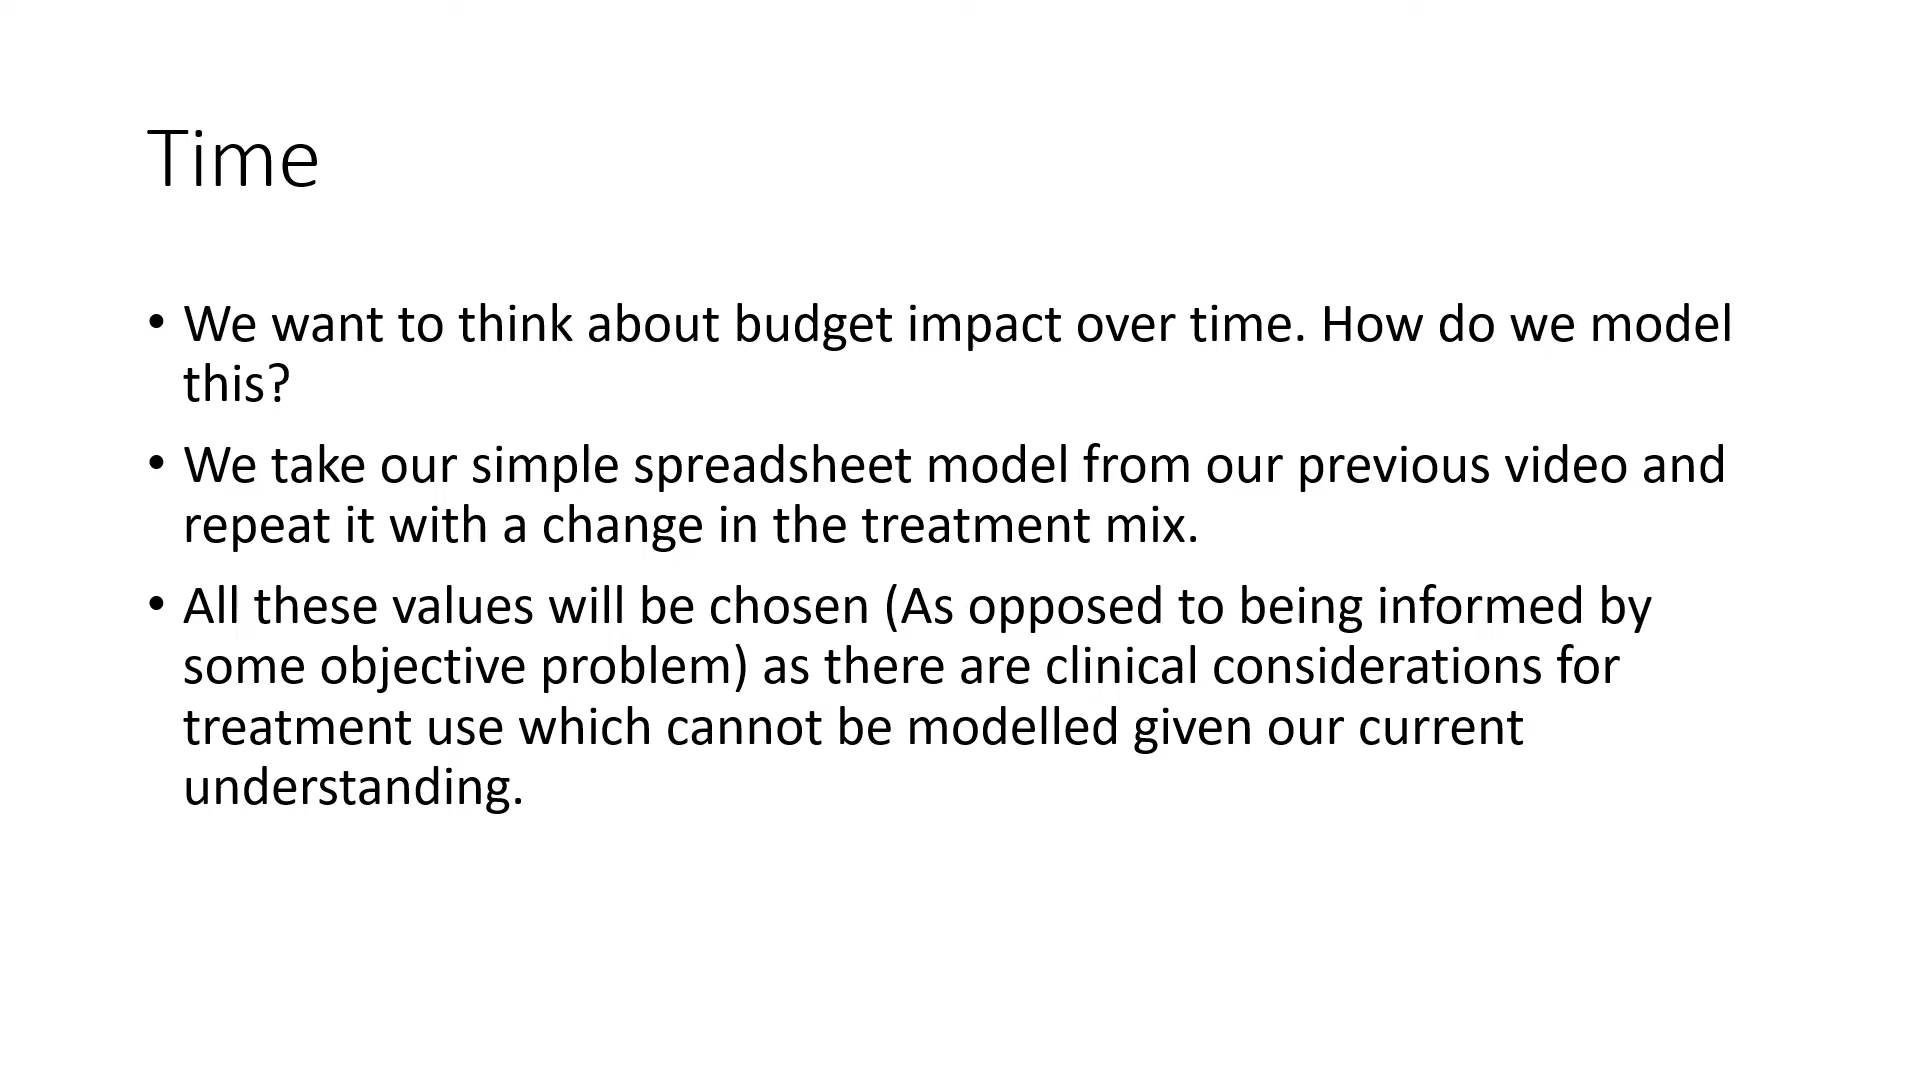 Time
• We want to think about budget impact over time. How do we model
this?
• We take our simple spreadsheet model from our previous video and
repeat it with a change in the treatment mix.
• All these values will be chosen (As opposed to being informed by
some objective problem) as there are clinical considerations for
treatment use which cannot be modelled given our current
understanding.